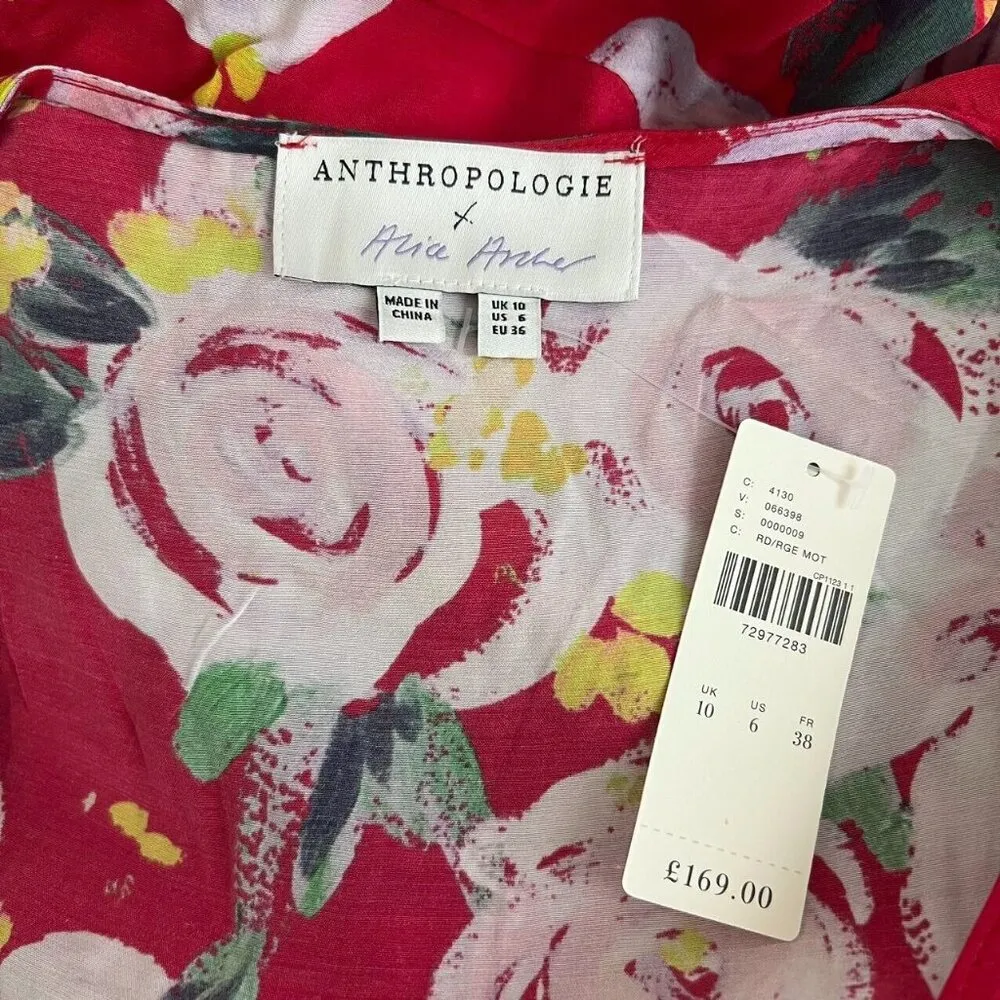 ANTHROPOLOGIE
x
Alice Archer
MADE IN
CHINA
UK 10
US 6
EU 36
C: 4130
V: 066398
S: 0000009
C: RD/RGE MOT
CP1123 1 1
72977283
UK US FR
10 6 38
£169.00